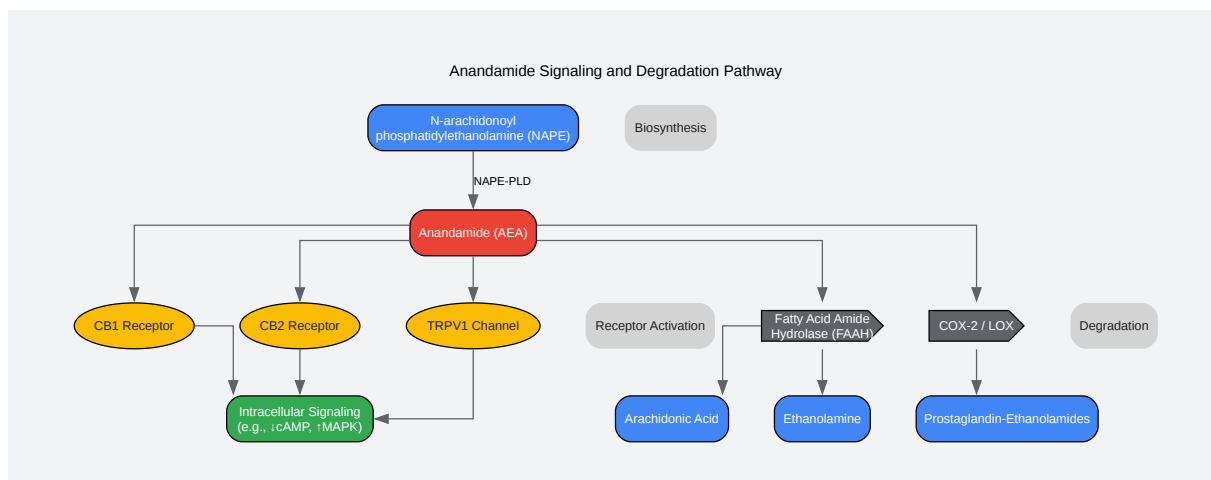 Anandamide Signaling and Degradation Pathway
N-arachidonoyl
phosphatidylethanolamine (NAPE)
Biosynthesis
NAPE-PLD
Anandamide (AEA)
CB1 Receptor
CB2 Receptor
TRPV1 Channel
Receptor Activation
Fatty Acid Amide
Hydrolase (FAAH)
COX-2 / LOX
Degradation
Intracellular Signaling
(e.g., ↓cAMP, ↑MAPK)
Arachidonic Acid
Ethanolamine
Prostaglandin-Ethanolamides